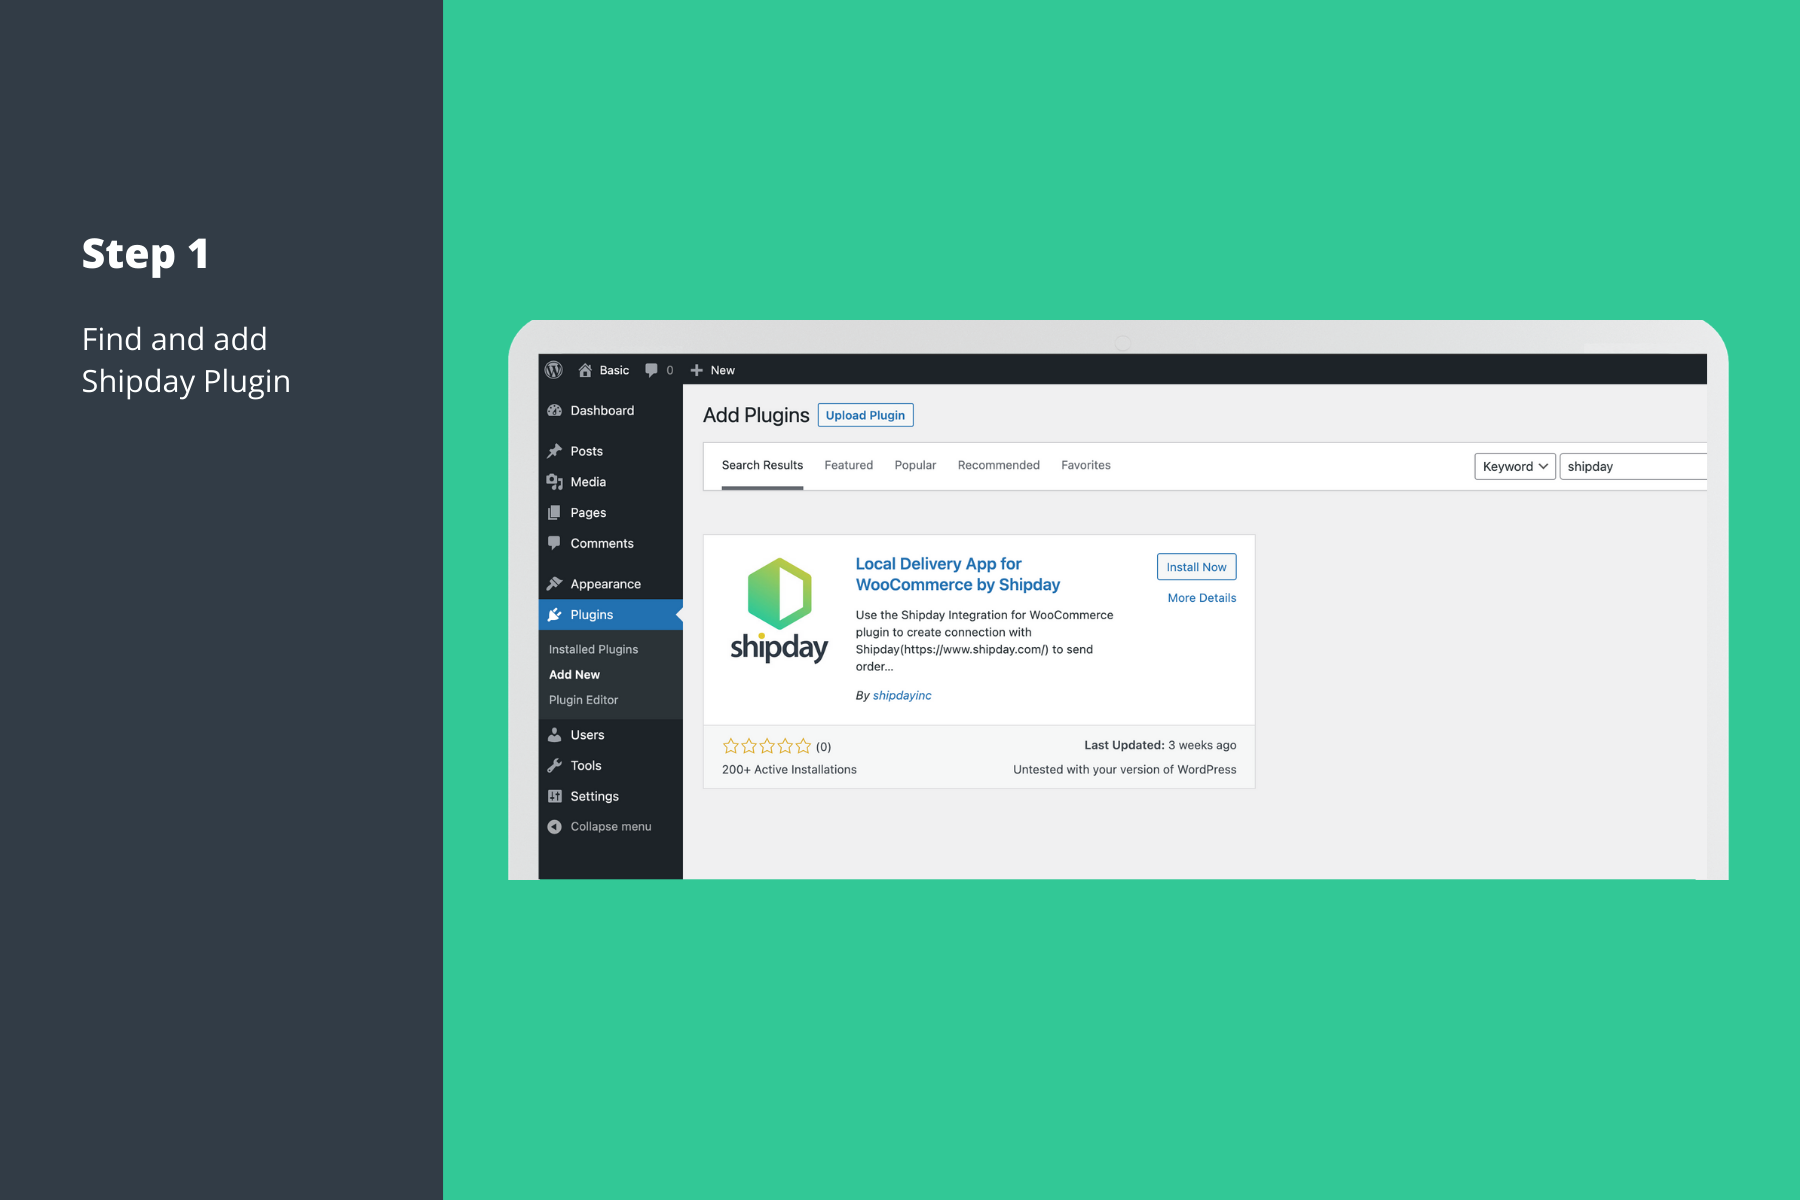 Step 1
Find and add
Shipday Plugin
Basic 0 New
Dashboard
Posts
Media
Pages
Comments
Appearance
Plugins
Installed Plugins
Add New
Plugin Editor
Users
Tools
Settings
Collapse menu
Add Plugins Upload Plugin
Search Results Featured Popular Recommended Favorites Keyword shipday
shipday
Local Delivery App for
WooCommerce by Shipday
Use the Shipday Integration for WooCommerce
plugin to create connection with
Shipday(https://www.shipday.com/) to send
order...
By shipdayinc
Install Now
More Details
(0)
200+ Active Installations
Last Updated: 3 weeks ago
Untested with your version of WordPress